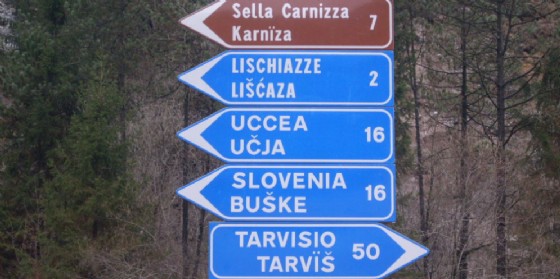 Sella Carnizza
Karnïza
7
LISCHIAZZE
LIŠĆAZA
2
UCCEA
UČJA
16
SLOVENIA
BUŠKE
16
TARVISIO
TARVÏŠ
50